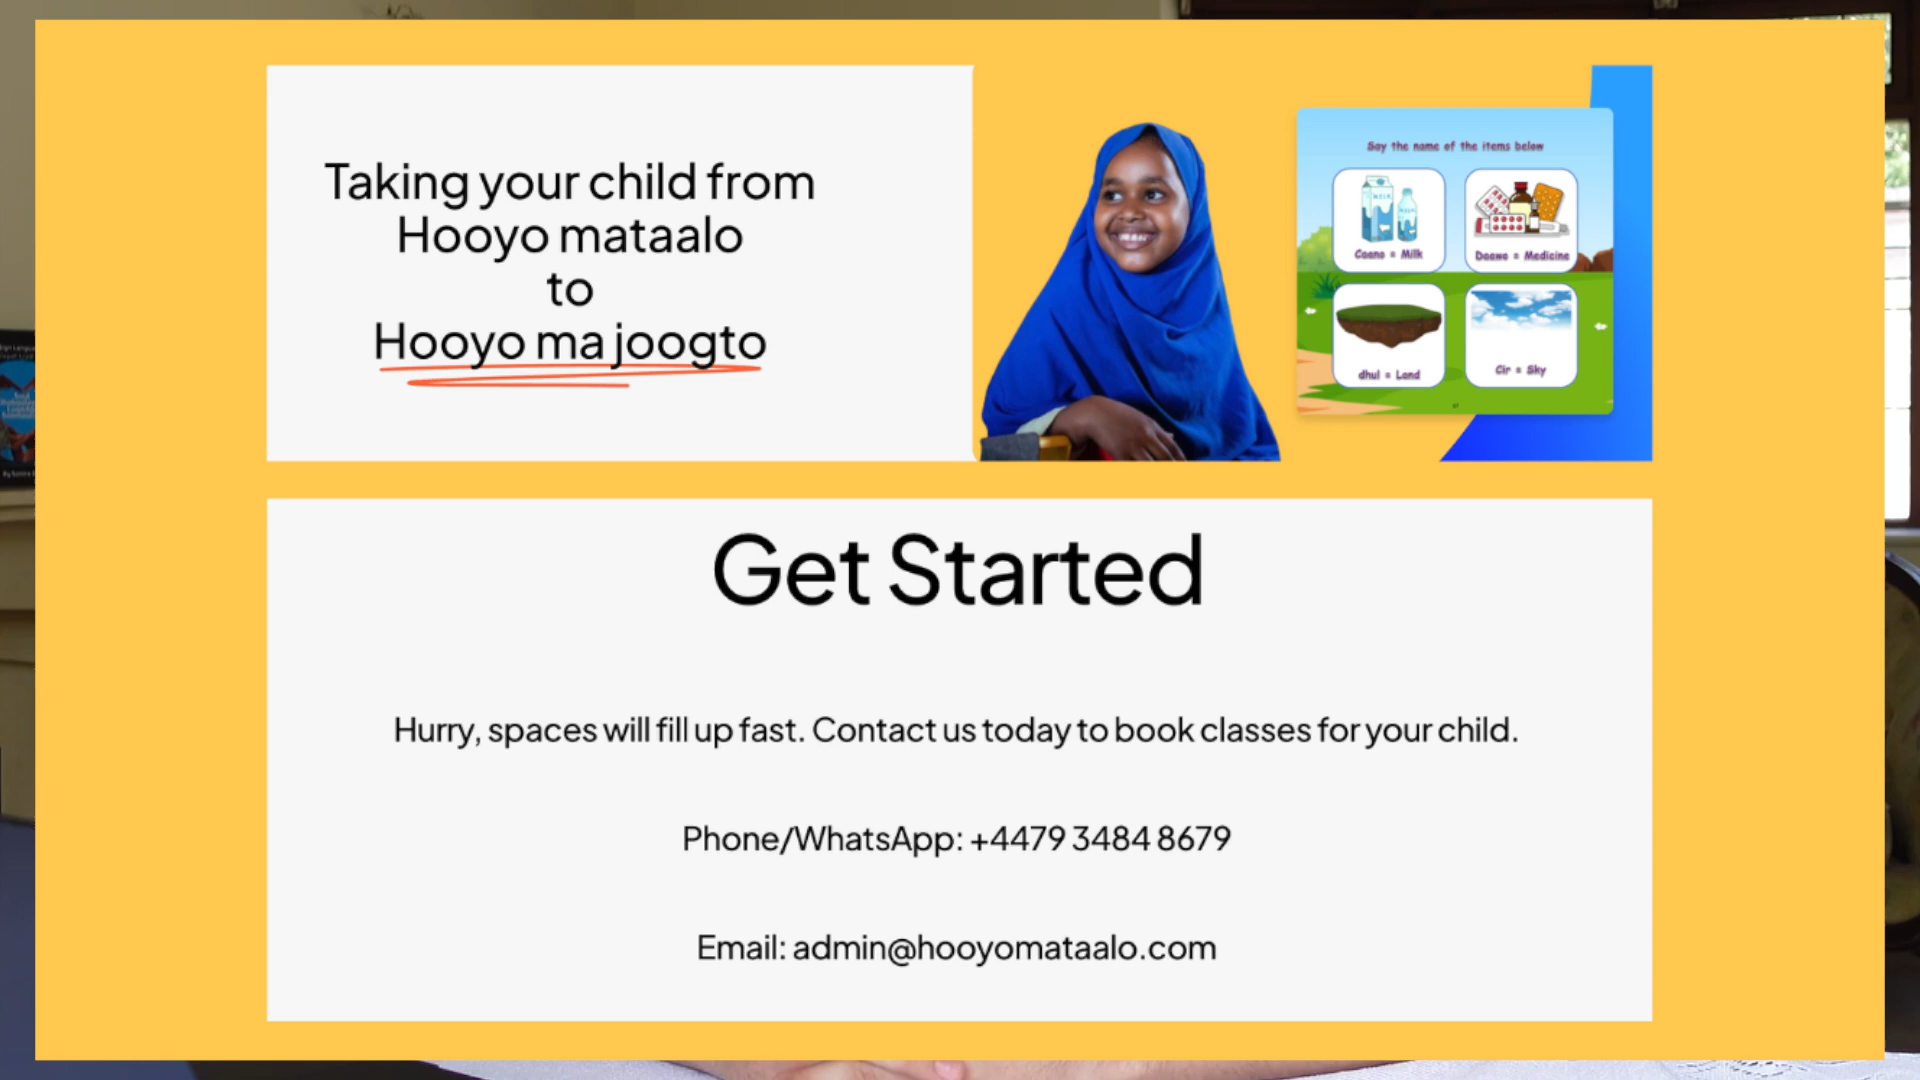 Taking your child from
Hooyo mataalo
to
Hooyo ma joogto
Say the name of the items below
MILK
Caano = Milk
Daawo = Medicine
dhul = Land
Cir = Sky
Get Started
Hurry, spaces will fill up fast. Contact us today to book classes for your child.
Phone/WhatsApp: +4479 3484 8679
Email: admin@hooyomataalo.com